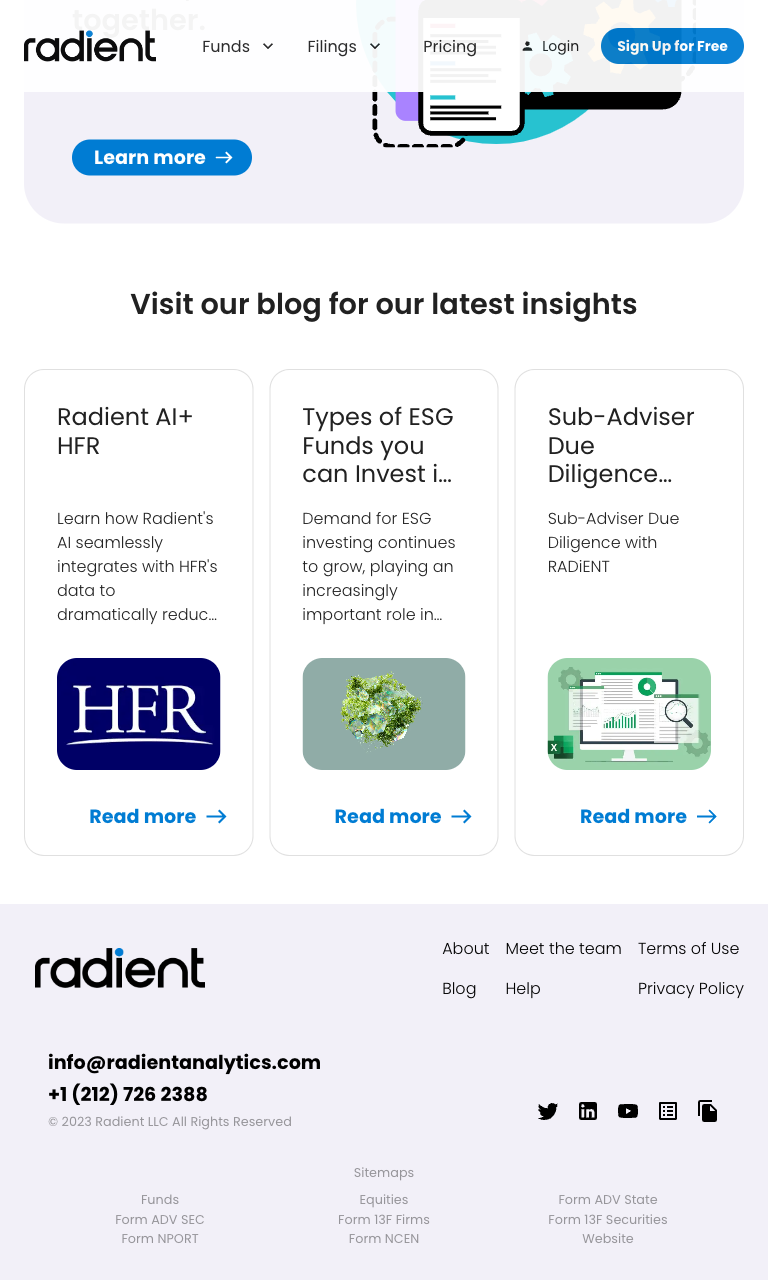 together.
radient
Funds
Filings
Pricing
Login
Sign Up for Free
Learn more
Visit our blog for our latest insights
Radient AI+
HFR
Learn how Radient's
AI seamlessly
integrates with HFR's
data to
dramatically reduc...
HFR
Read more
Types of ESG
Funds you
can Invest i...
Demand for ESG
investing continues
to grow, playing an
increasingly
important role in...
Read more
Sub-Adviser
Due
Diligence...
Sub-Adviser Due
Diligence with
RADiENT
X
Read more
radient
About Meet the team Terms of Use
Blog Help Privacy Policy
info@radientanalytics.com
+1 (212) 726 2388
© 2023 Radient LLC All Rights Reserved
in
Sitemaps
Funds Equities Form ADV State
Form ADV SEC Form 13F Firms Form 13F Securities
Form NPORT Form NCEN Website